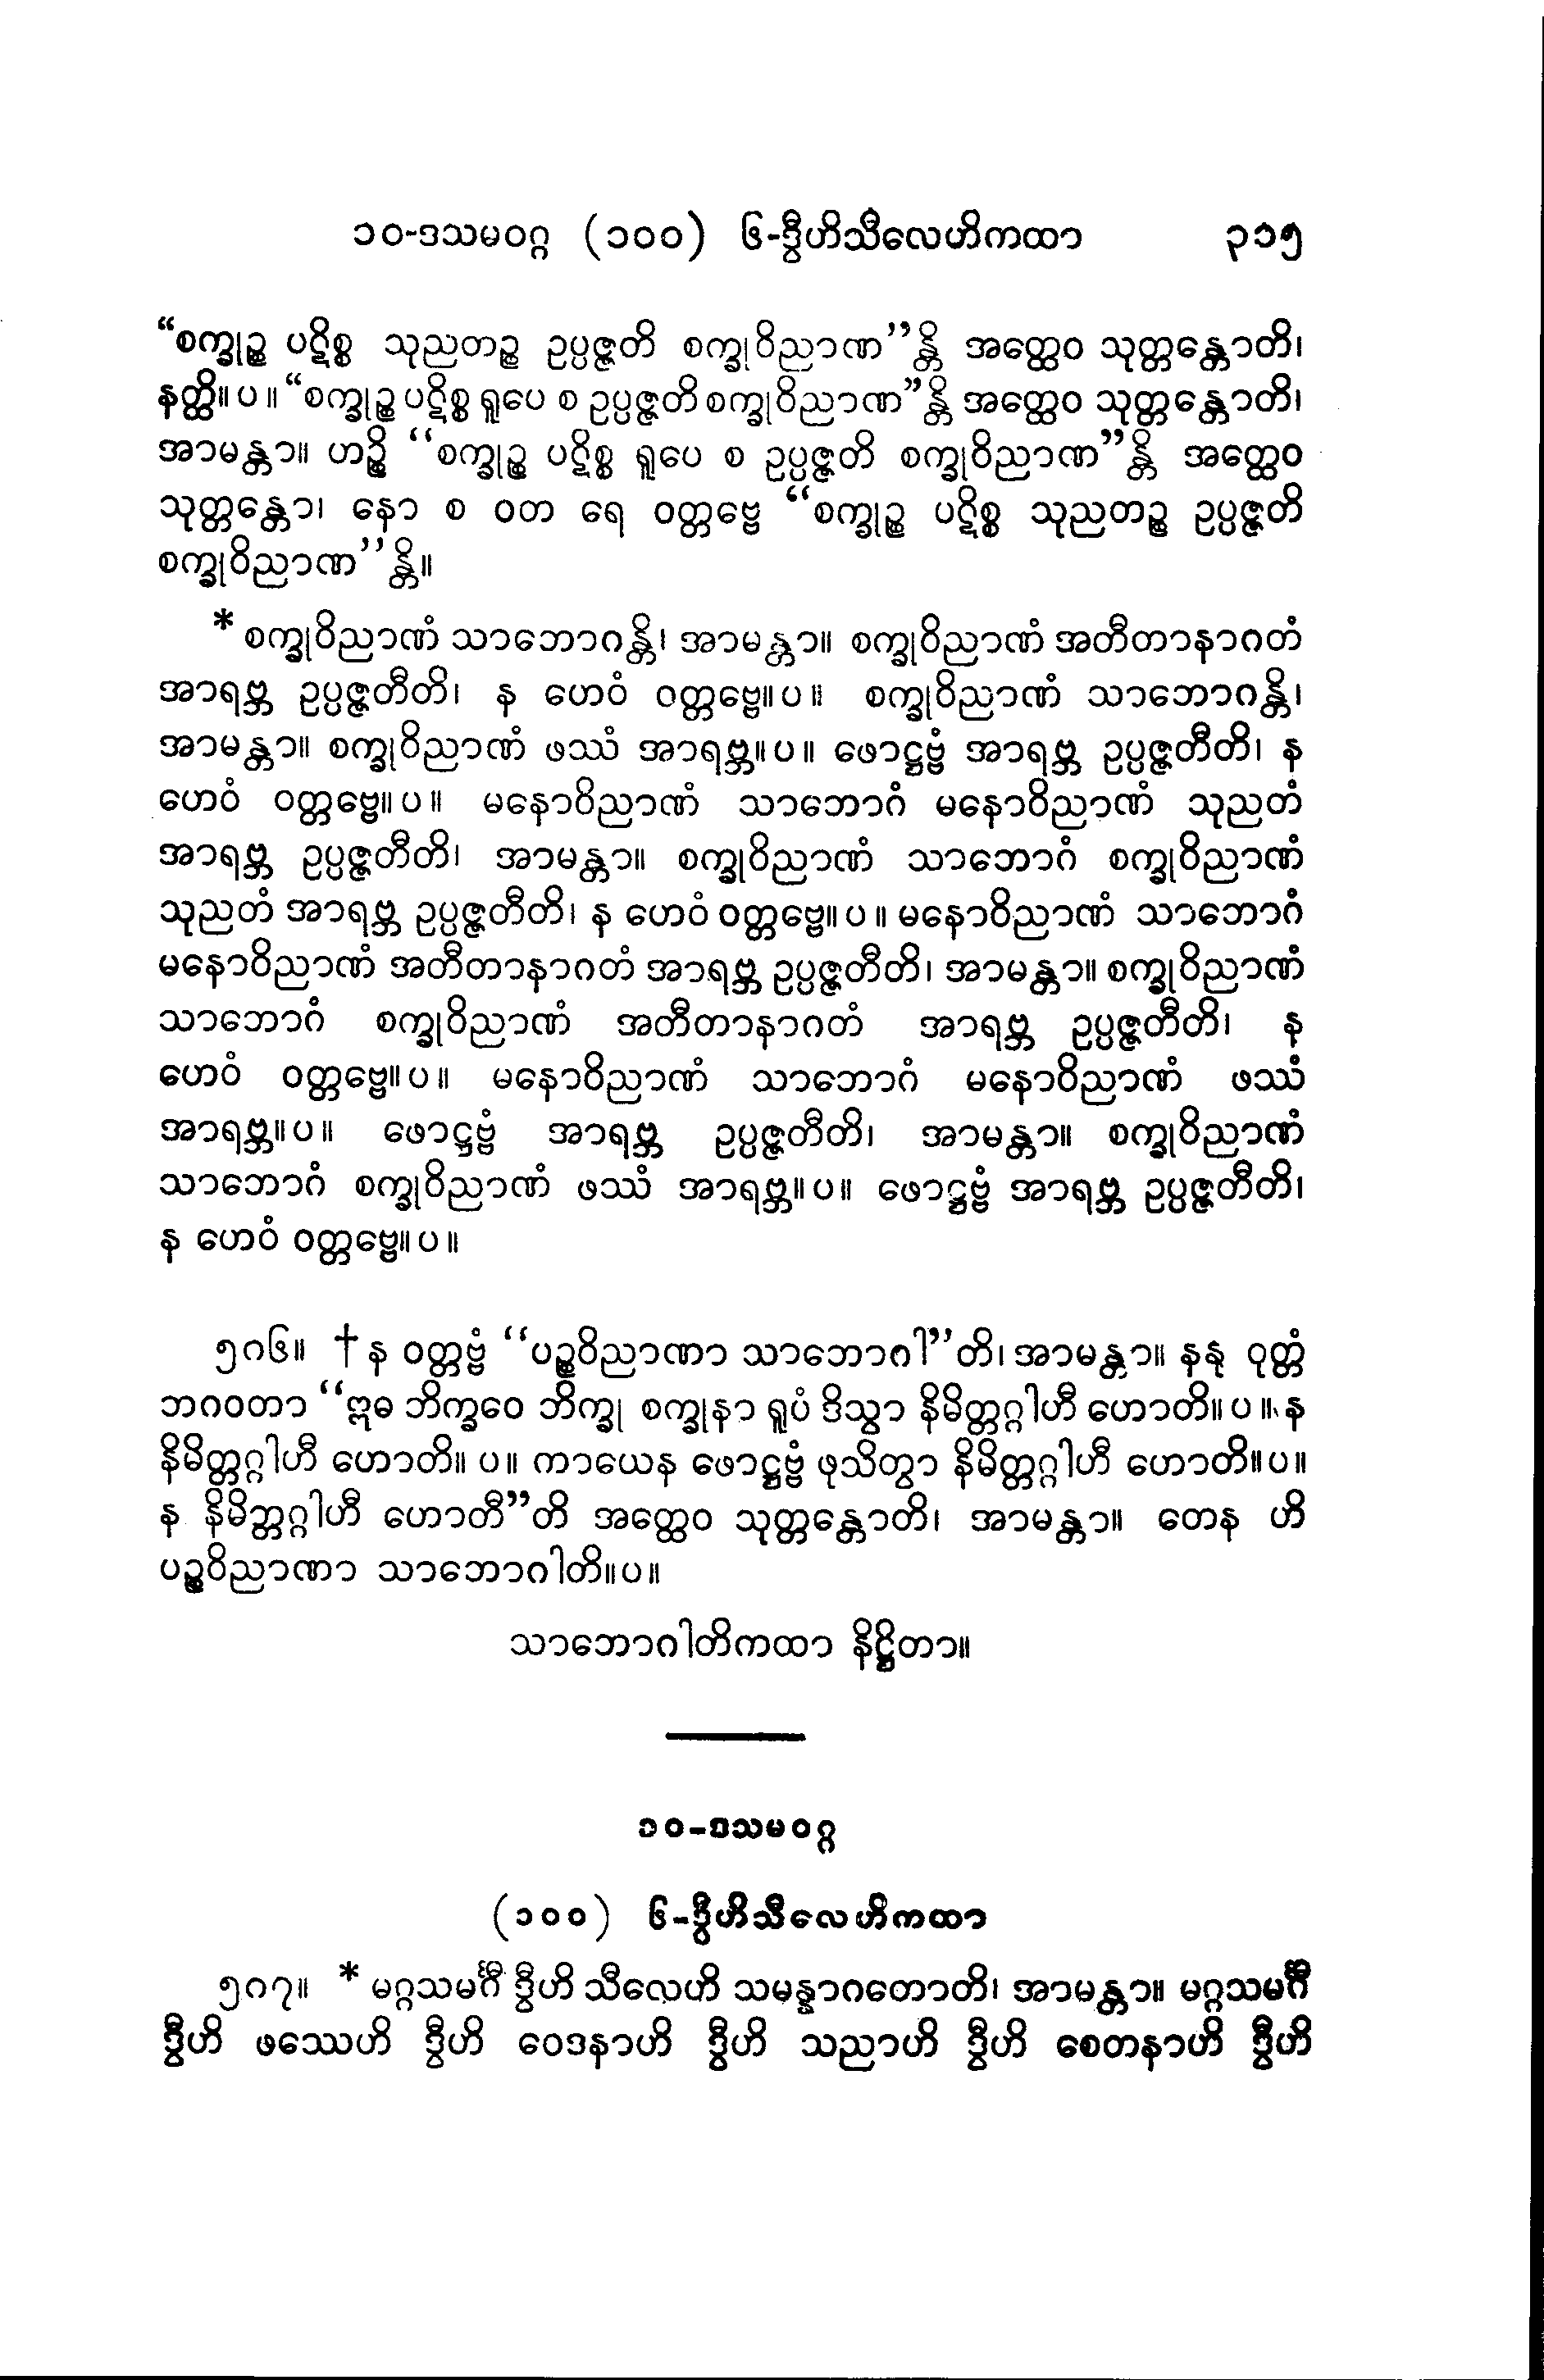 ၁၀-ဒသမဝဂ္ဂ (၁၀၀) ၆-ဒွီဟိသီလေဟိကထာ ၃၁၅
“စက္ခုဉ္စ ပဋိစ္စ သုညတဉ္စ ဥပ္ပဇ္ဇတိ စက္ခုဝိညာဏ”န္တိ အတ္ထေဝ သုတ္တန္တောတိ၊
နတ္ထိ။ပ။ “စက္ခုဉ္စ ပဋိစ္စ ရူပေ စ ဥပ္ပဇ္ဇတိ စက္ခုဝိညာဏ”န္တိ အတ္ထေဝ သုတ္တန္တောတိ၊
အာမန္တာ။ ဟဉ္စိ “စက္ခုဉ္စ ပဋိစ္စ ရူပေ စ ဥပ္ပဇ္ဇတိ စက္ခုဝိညာဏ”န္တိ အတ္ထေဝ
သုတ္တန္တော၊ နော စ ဝတ ရေ ဝတ္တဗ္ဗေ “စက္ခုဉ္စ ပဋိစ္စ သုညတဉ္စ ဥပ္ပဇ္ဇတိ
စက္ခုဝိညာဏ”န္တိ။
* စက္ခုဝိညာဏံ သာဘောဂန္တိ၊ အာမန္တာ။ စက္ခုဝိညာဏံ အတီတာနာဂတံ
အာရဗ္ဘ ဥပ္ပဇ္ဇတီတိ၊ န ဟေဝံ ဝတ္တဗ္ဗေ။ပ။ စက္ခုဝိညာဏံ သာဘောဂန္တိ၊
အာမန္တာ။ စက္ခုဝိညာဏံ ဖဿံ အာရဗ္ဘ။ပ။ ဖောဋ္ဌဗ္ဗံ အာရဗ္ဘ ဥပ္ပဇ္ဇတီတိ၊ န
ဟေဝံ ဝတ္တဗ္ဗေ။ပ။ မနောဝိညာဏံ သာဘောဂံ မနောဝိညာဏံ သုညတံ
အာရဗ္ဘ ဥပ္ပဇ္ဇတီတိ၊ အာမန္တာ။ စက္ခုဝိညာဏံ သာဘောဂံ စက္ခုဝိညာဏံ
သုညတံ အာရဗ္ဘ ဥပ္ပဇ္ဇတီတိ၊ န ဟေဝံ ဝတ္တဗ္ဗေ။ပ။ မနောဝိညာဏံ သာဘောဂံ
မနောဝိညာဏံ အတီတာနာဂတံ အာရဗ္ဘ ဥပ္ပဇ္ဇတီတိ၊ အာမန္တာ။ စက္ခုဝိညာဏံ
သာဘောဂံ စက္ခုဝိညာဏံ အတီတာနာဂတံ အာရဗ္ဘ ဥပ္ပဇ္ဇတီတိ၊ န
ဟေဝံ ဝတ္တဗ္ဗေ။ပ။ မနောဝိညာဏံ သာဘောဂံ မနောဝိညာဏံ ဖဿံ
အာရဗ္ဘ။ပ။ ဖောဋ္ဌဗ္ဗံ အာရဗ္ဘ ဥပ္ပဇ္ဇတီတိ၊ အာမန္တာ။ စက္ခုဝိညာဏံ
သာဘောဂံ စက္ခုဝိညာဏံ ဖဿံ အာရဗ္ဘ။ပ။ ဖောဋ္ဌဗ္ဗံ အာရဗ္ဘ ဥပ္ပဇ္ဇတီတိ၊
န ဟေဝံ ဝတ္တဗ္ဗေ။ပ။
၅၈၆။ † န ဝတ္တဗ္ဗံ “ပဉ္စဝိညာဏာ သာဘောဂါ”တိ၊ အာမန္တာ။ နနု ဝုတ္တံ
ဘဂဝတာ “ဣဓ ဘိက္ခဝေ ဘိက္ခု စက္ခုနာ ရူပံ ဒိသွာ နိမိတ္တဂ္ဂါဟီ ဟောတိ။ပ။ န
နိမိတ္တဂ္ဂါဟီ ဟောတိ။ပ။ ကာယေန ဖောဋ္ဌဗ္ဗံ ဖုသိတွာ နိမိတ္တဂ္ဂါဟီ ဟောတိ။ပ။
န နိမိတ္တဂ္ဂါဟီ ဟောတီ”တိ အတ္ထေဝ သုတ္တန္တောတိ၊ အာမန္တာ။ တေန ဟိ
ပဉ္စဝိညာဏာ သာဘောဂါတိ။ပ။
သာဘောဂါတိကထာ နိဋ္ဌိတာ။
၁၀-ဒသမဝဂ္ဂ
(၁၀၀) ၆-ဒွီဟိသီလေဟိကထာ
၅၈၇။ * မဂ္ဂသမင်္ဂီ ဒွီဟိ သီလေဟိ သမန္နာဂတောတိ၊ အာမန္တာ။ မဂ္ဂသမင်္ဂီ
ဒွီဟိ ဖဿေဟိ ဒွီဟိ ဝေဒနာဟိ ဒွီဟိ သညာဟိ ဒွီဟိ စေတနာဟိ ဒွီဟိ